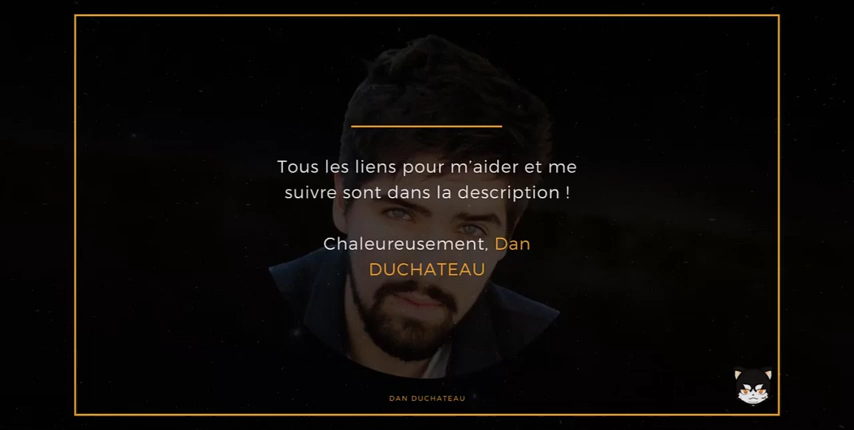 Tous les liens pour m’aider et me
suivre sont dans la description !
Chaleureusement, Dan
DUCHATEAU
DAN DUCHATEAU